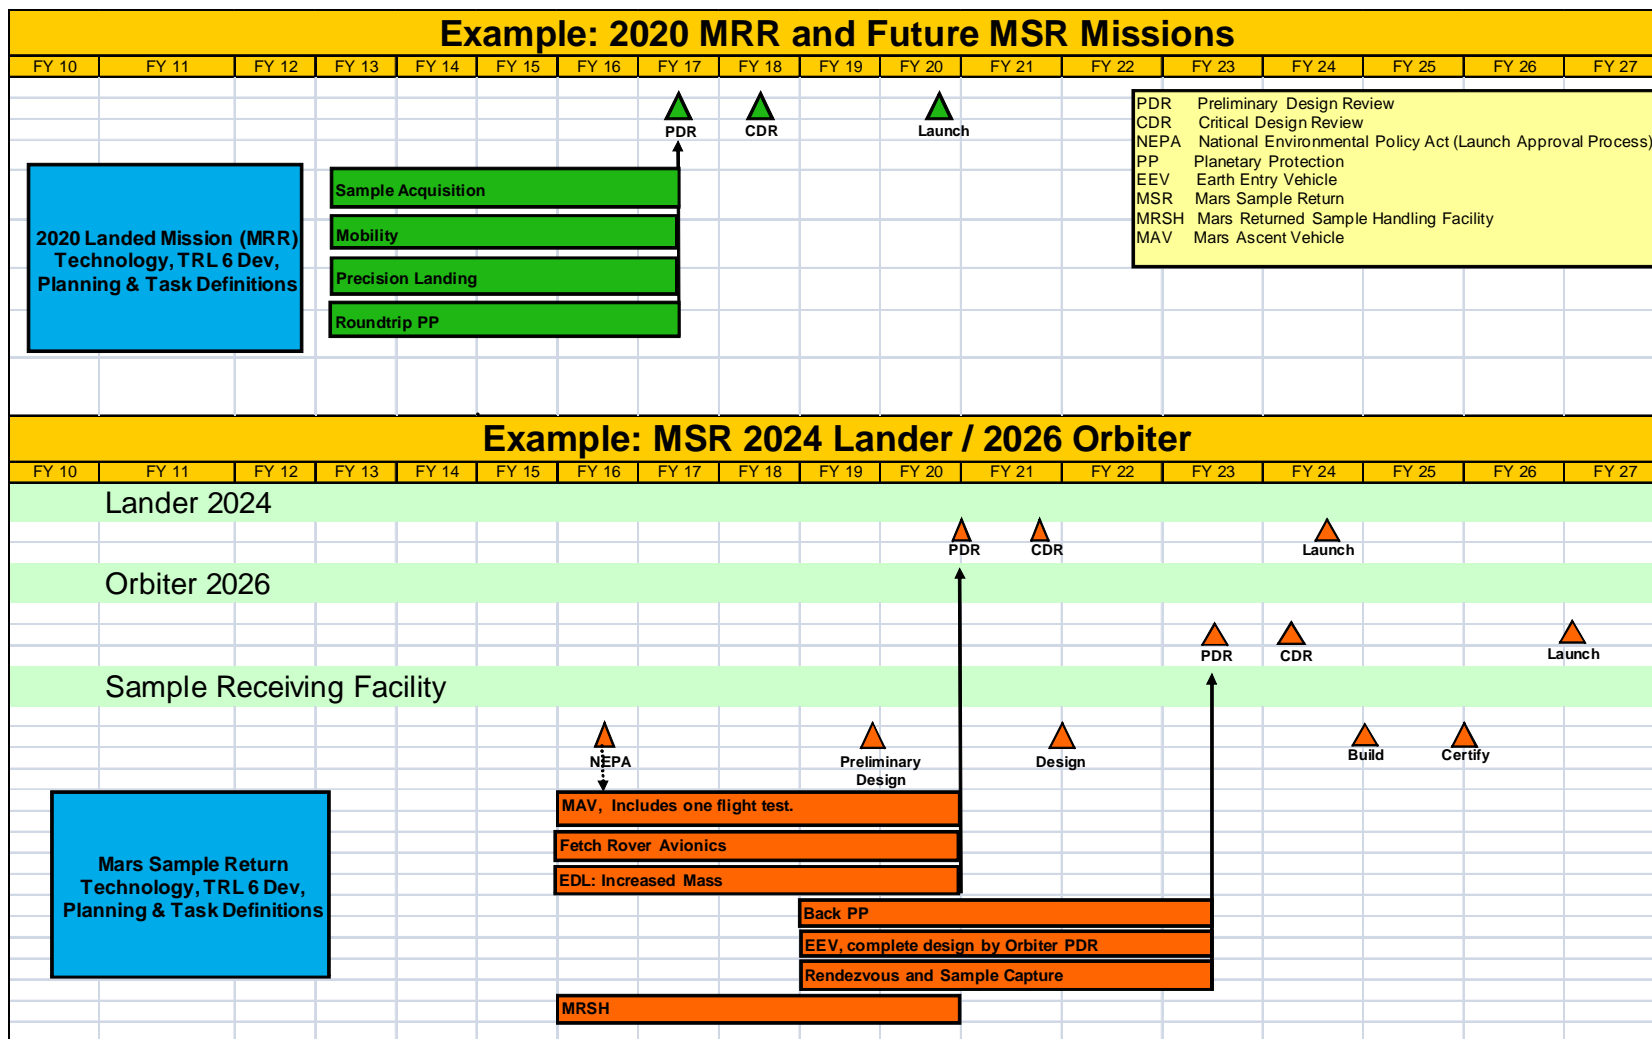 Example: 2020 MRR and Future MSR Missions
FY 10 FY 11 FY 12 FY 13 FY 14 FY 15 FY 16 FY 17 FY 18 FY 19 FY 20 FY 21 FY 22 FY 23 FY 24 FY 25 FY 26 FY 27
PDR CDR Launch
PDR Preliminary Design Review
CDR Critical Design Review
NEPA National Environmental Policy Act (Launch Approval Process)
PP Planetary Protection
EEV Earth Entry Vehicle
MSR Mars Sample Return
MRSH Mars Returned Sample Handling Facility
MAV Mars Ascent Vehicle
2020 Landed Mission (MRR)
Technology, TRL 6 Dev,
Planning & Task Definitions
Sample Acquisition
Mobility
Precision Landing
Roundtrip PP
Example: MSR 2024 Lander / 2026 Orbiter
FY 10 FY 11 FY 12 FY 13 FY 14 FY 15 FY 16 FY 17 FY 18 FY 19 FY 20 FY 21 FY 22 FY 23 FY 24 FY 25 FY 26 FY 27
Lander 2024
PDR CDR Launch
Orbiter 2026
PDR CDR Launch
Sample Receiving Facility
NEPA
Preliminary
Design
Design
Build
Certify
Mars Sample Return
Technology, TRL 6 Dev,
Planning & Task Definitions
MAV, Includes one flight test.
Fetch Rover Avionics
EDL: Increased Mass
Back PP
EEV, complete design by Orbiter PDR
Rendezvous and Sample Capture
MRSH